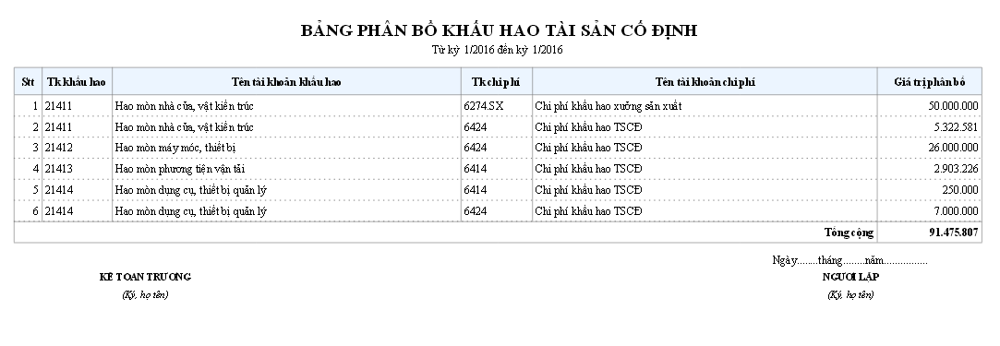 BẢNG PHÂN BỔ KHẤU HAO TÀI SẢN CỐ ĐỊNH
Từ kỳ 1/2016 đến kỳ 1/2016
Stt Tk khấu hao Tên tài khoản khấu hao Tk chi phí Tên tài khoản chi phí Giá trị phân bổ
1 21411 Hao mòn nhà cửa, vật kiến trúc 6274.SX Chi phí khấu hao xưởng sản xuất 50.000.000
2 21411 Hao mòn nhà cửa, vật kiến trúc 6424 Chi phí khấu hao TSCĐ 5.322.581
3 21412 Hao mòn máy móc, thiết bị 6424 Chi phí khấu hao TSCĐ 26.000.000
4 21413 Hao mòn phương tiện vận tải 6414 Chi phí khấu hao TSCĐ 2.903.226
5 21414 Hao mòn dụng cụ, thiết bị quản lý 6414 Chi phí khấu hao TSCĐ 250.000
6 21414 Hao mòn dụng cụ, thiết bị quản lý 6424 Chi phí khấu hao TSCĐ 7.000.000
Tổng cộng 91.475.807
Ngày........tháng........năm................
KẾ TOÁN TRƯỞNG NGƯỜI LẬP
(Ký, họ tên) (Ký, họ tên)